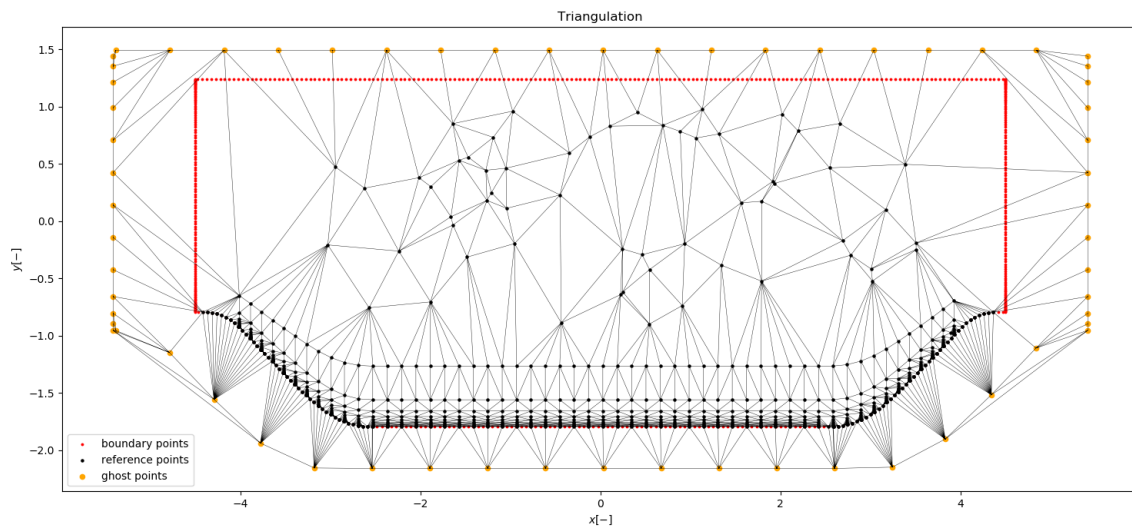 Triangulation
1.5
1.0
0.5
0.0
−0.5
−1.0
−1.5
−2.0
y[−]
boundary points
reference points
ghost points
−4
−2
0
2
4
x[−]